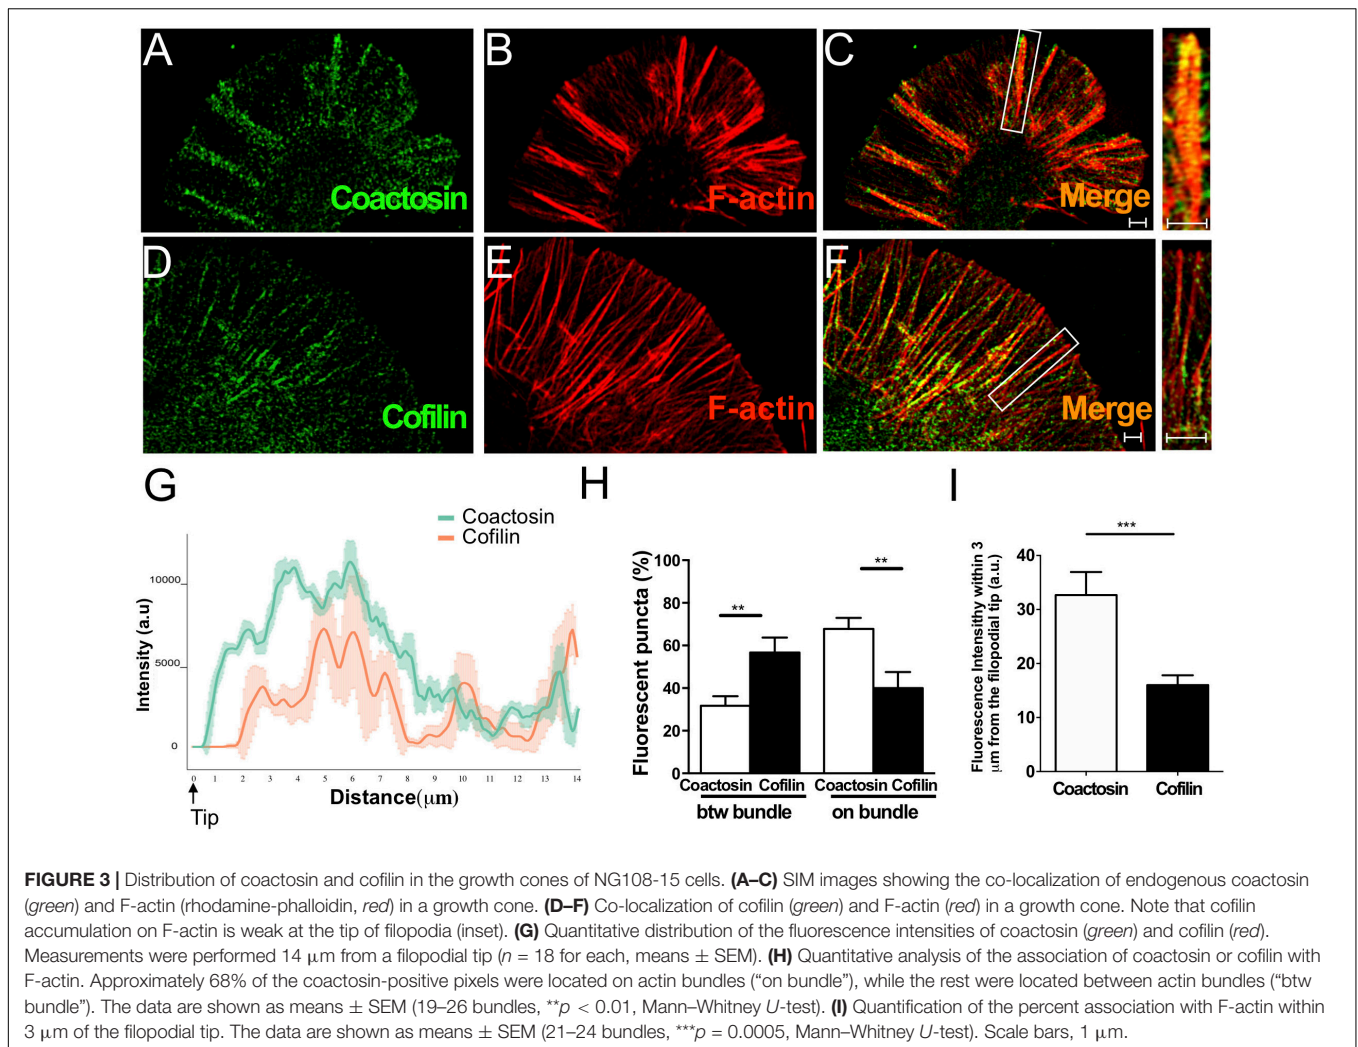 A
B
C
Coactosin
F-actin
Merge
D
E
F
Cofilin
F-actin
Merge
G
H
I
Coactosin
Cofilin
Intensity (a.u)
10000
5000
0
0 1 2 3 4 5 6 7 8 9 10 11 12 13 14
Distance(μm)
Tip
Fluorescent puncta (%)
100
80
60
40
20
0
**
**
Coactosin Cofilin Coactosin Cofilin
btw bundle on bundle
Fluorescence Intensithy within 3
μm from the filopodial tip (a.u.)
40
30
20
10
0
***
Coactosin Cofilin
FIGURE 3 | Distribution of coactosin and cofilin in the growth cones of NG108-15 cells. (A–C) SIM images showing the co-localization of endogenous coactosin
(green) and F-actin (rhodamine-phalloidin, red) in a growth cone. (D–F) Co-localization of cofilin (green) and F-actin (red) in a growth cone. Note that cofilin
accumulation on F-actin is weak at the tip of filopodia (inset). (G) Quantitative distribution of the fluorescence intensities of coactosin (green) and cofilin (red).
Measurements were performed 14 μm from a filopodial tip (n = 18 for each, means ± SEM). (H) Quantitative analysis of the association of coactosin or cofilin with
F-actin. Approximately 68% of the coactosin-positive pixels were located on actin bundles (“on bundle”), while the rest were located between actin bundles (“btw
bundle”). The data are shown as means ± SEM (19–26 bundles, **p < 0.01, Mann–Whitney U-test). (I) Quantification of the percent association with F-actin within
3 μm of the filopodial tip. The data are shown as means ± SEM (21–24 bundles, ***p = 0.0005, Mann–Whitney U-test). Scale bars, 1 μm.